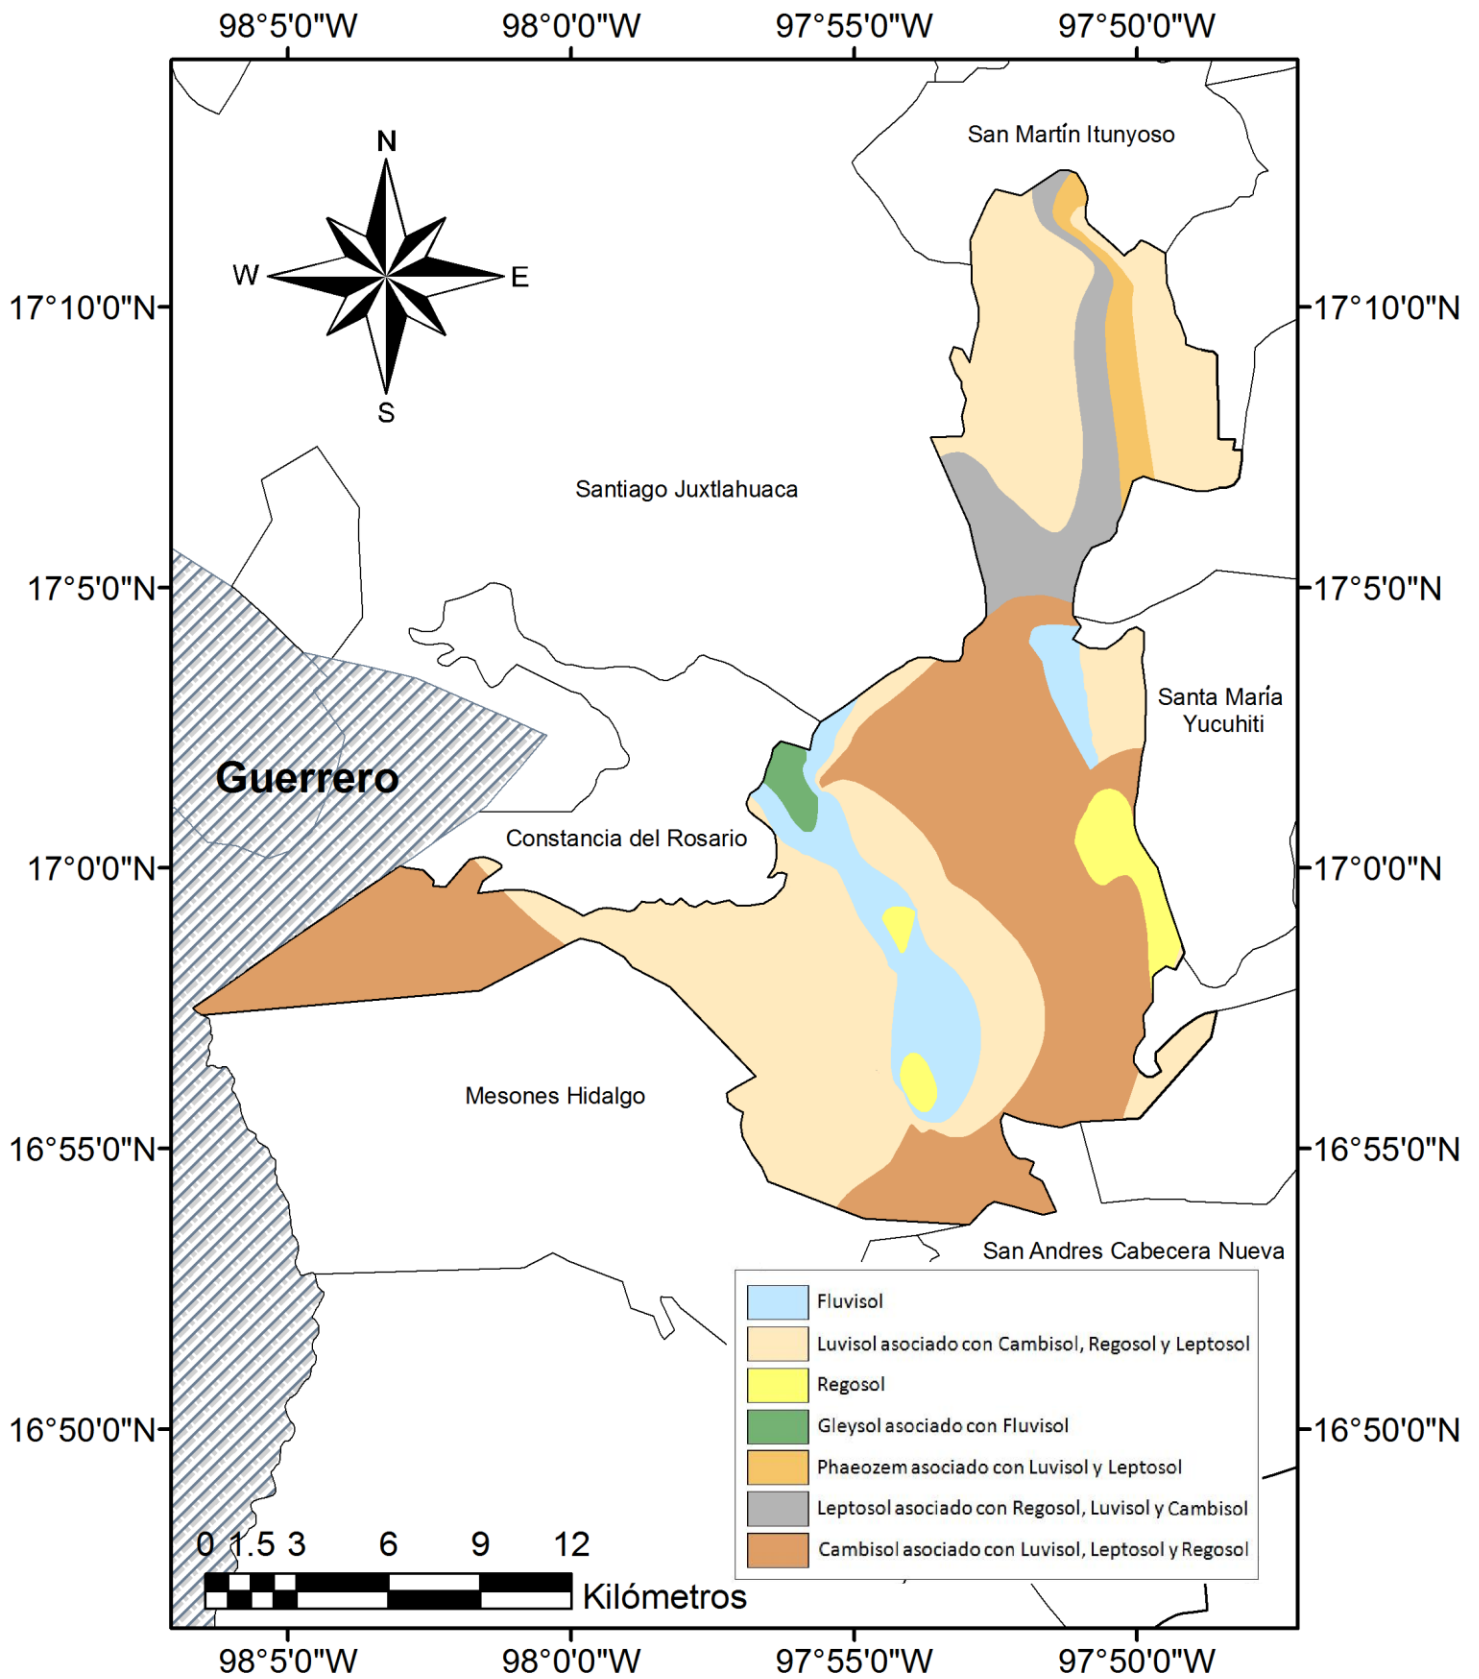 98°5'0"W 98°0'0"W 97°55'0"W 97°50'0"W
San Martín Itunyoso
N
W E
S
17°10'0"N 17°10'0"N
Santiago Juxtlahuaca
17°5'0"N 17°5'0"N
Santa María
Yucuhiti
Guerrero
Constancia del Rosario
17°0'0"N 17°0'0"N
Mesones Hidalgo
16°55'0"N 16°55'0"N
San Andres Cabecera Nueva
Fluvisol
Luvisol asociado con Cambisol, Regosol y Leptosol
Regosol
Gleysol asociado con Fluvisol
16°50'0"N 16°50'0"N
Phaeozem asociado con Luvisol y Leptosol
Leptosol asociado con Regosol, Luvisol y Cambisol
Cambisol asociado con Luvisol, Leptosol y Regosol
0 1.5 3 6 9 12
Kilómetros
98°5'0"W 98°0'0"W 97°55'0"W 97°50'0"W